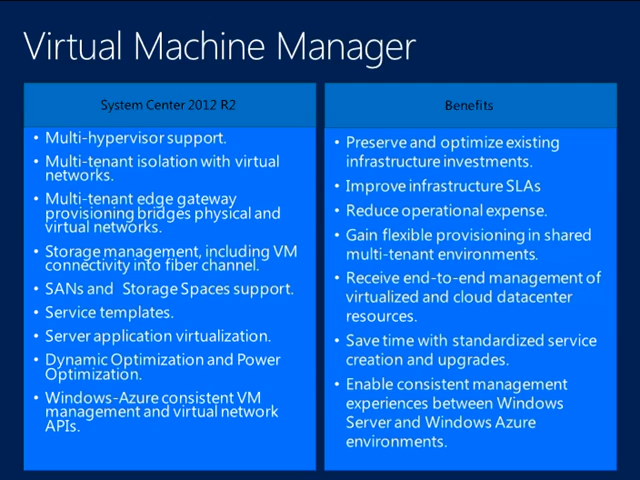 Virtual Machine Manager
System Center 2012 R2
• Multi-hypervisor support.
• Multi-tenant isolation with virtual
networks.
• Multi-tenant edge gateway
provisioning bridges physical and
virtual networks.
• Storage management, including VM
connectivity into fiber channel.
• SANs and  Storage Spaces support.
• Service templates.
• Server application virtualization.
• Dynamic Optimization and Power
Optimization.
• Windows-Azure consistent VM
management and virtual network
APIs.
Benefits
• Preserve and optimize existing
infrastructure investments.
• Improve infrastructure SLAs
• Reduce operational expense.
• Gain flexible provisioning in shared
multi-tenant environments.
• Receive end-to-end management of
virtualized and cloud datacenter
resources.
• Save time with standardized service
creation and upgrades.
• Enable consistent management
experiences between Windows
Server and Windows Azure
environments.